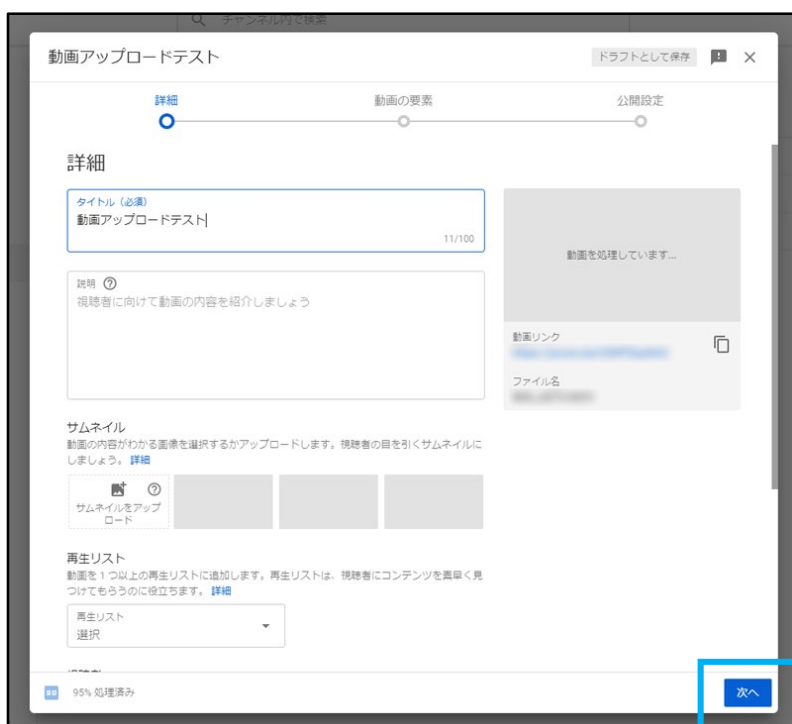 チャンネル内で検索
動画アップロードテスト
ドラフトとして保存
詳細
動画の要素
公開設定
詳細
タイトル（必須）
動画アップロードテスト
11/100
説明
視聴者に向けて動画の内容を紹介しましょう
動画を処理しています...
動画リンク
ファイル名
サムネイル
動画の内容がわかる画像を選択するかアップロードします。視聴者の目を引くサムネイルに
しましょう。 詳細
サムネイルをアップ
ロード
再生リスト
動画を 1 つ以上の再生リストに追加します。再生リストは、視聴者にコンテンツを素早く見
つけてもらうのに役立ちます。 詳細
再生リスト
選択
95% 処理済み
次へ